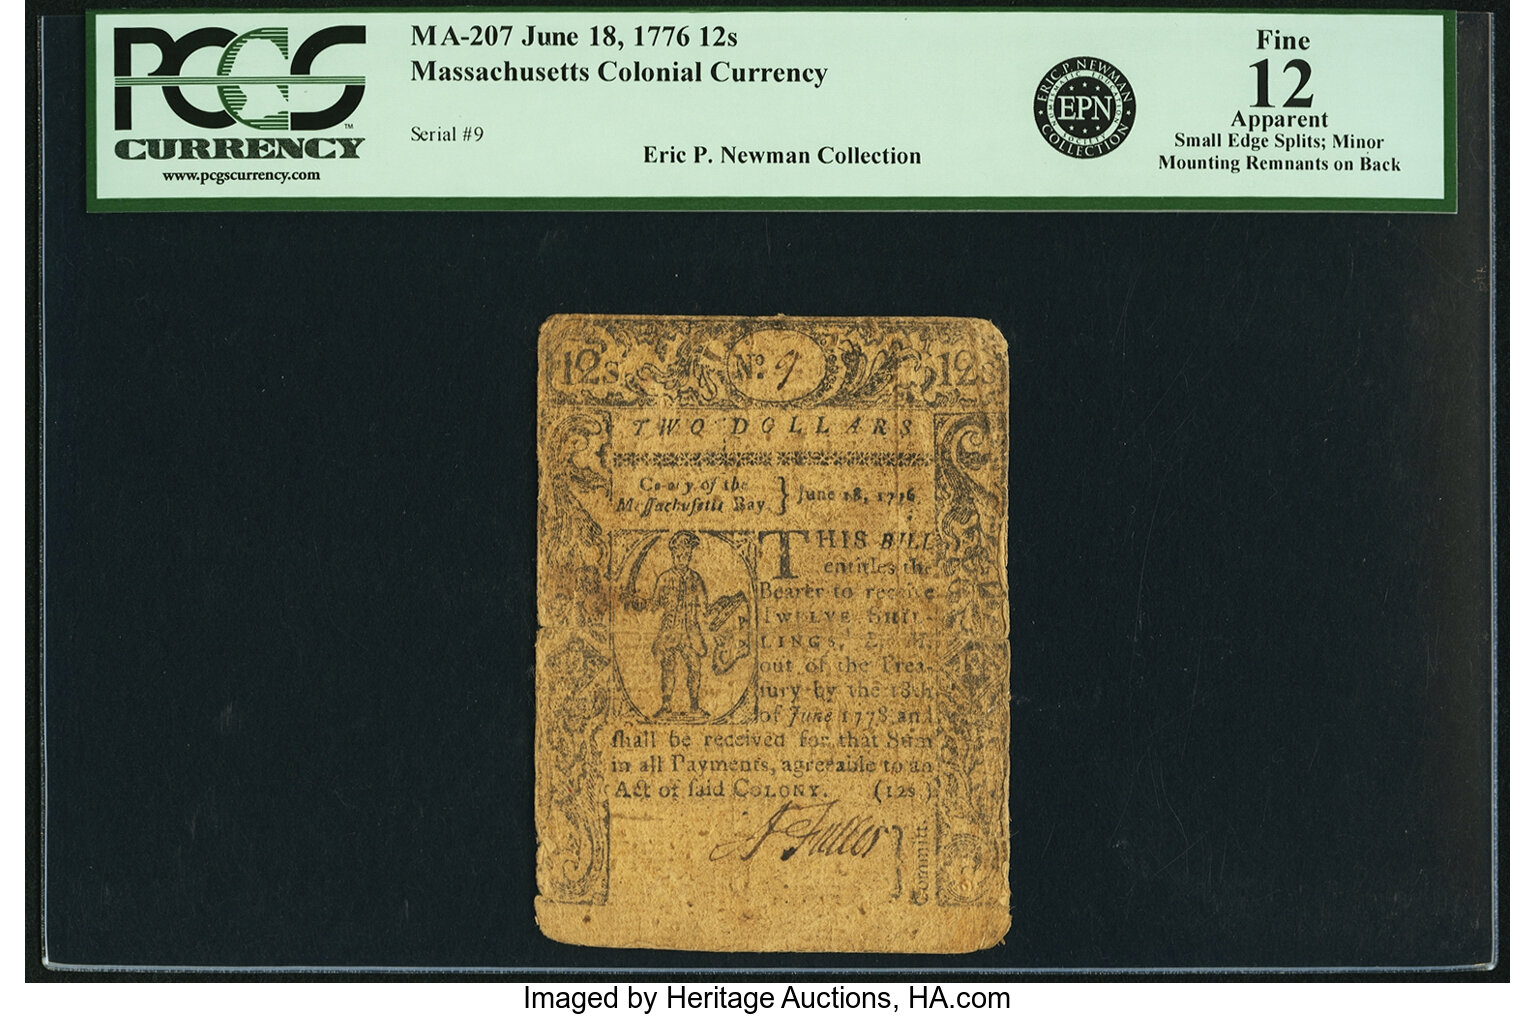 PCGS
CURRENCY
www.pcgscurrency.com
MA-207 June 18, 1776 12s
Massachusetts Colonial Currency
Serial #9
Eric P. Newman Collection
ERIC P. NEWMAN
NUMISMATIC EDUCATION SOCIETY
EPN
COLLECTION
Fine
12
Apparent
Small Edge Splits; Minor
Mounting Remnants on Back
12s No. 9 12s
TWO DOLLARS
Colony of the
Massachusetts Bay. } June 18, 1776.
THIS BILL
entitles the
Bearer to receive
TWELVE SHIL-
LINGS,
out of the Trea-
sury by the 18th
of June 1778 and
ſhall be received for that Sum
in all Payments, agreeable to an
Act of ſaid COLONY. (12s.)
J Fuller } Committ.
Imaged by Heritage Auctions, HA.com